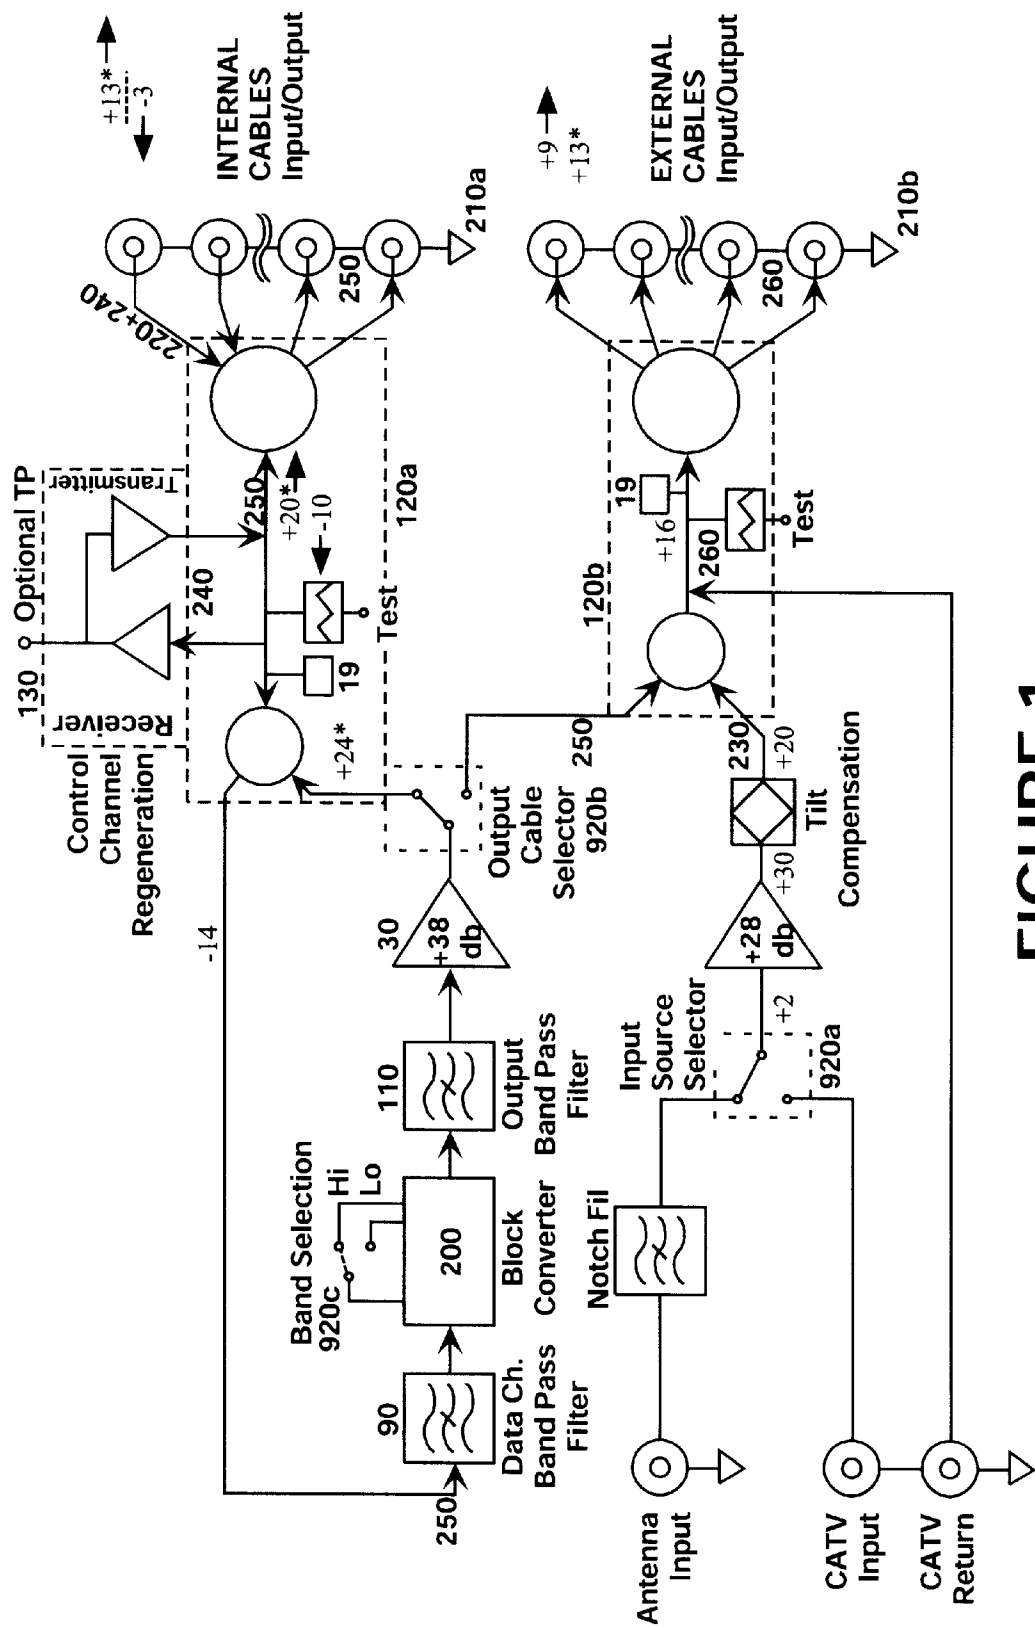 130
Optional TP
Receiver
Transmitter
Control
Channel
Regeneration
240
220+240
+13*
-3
INTERNAL
CABLES
Input/Output
250
+20*
-10
250
210a
19
Test
120a
-14
+24*
Band Selection
920c
Hi
Lo
250
90
Data Ch.
Band Pass
Filter
200
Block
Converter
110
Output
Band Pass
Filter
30
+38
db
Output
Cable
Selector
920b
250
120b
19
+16
260
Test
+9
+13*
EXTERNAL
CABLES
Input/Output
260
210b
Antenna
Input
Notch Fil
Input
Source
Selector
920a
+2
+28
db
+30
Tilt
Compensation
230
+20
CATV
Input
CATV
Return
FIGURE 1